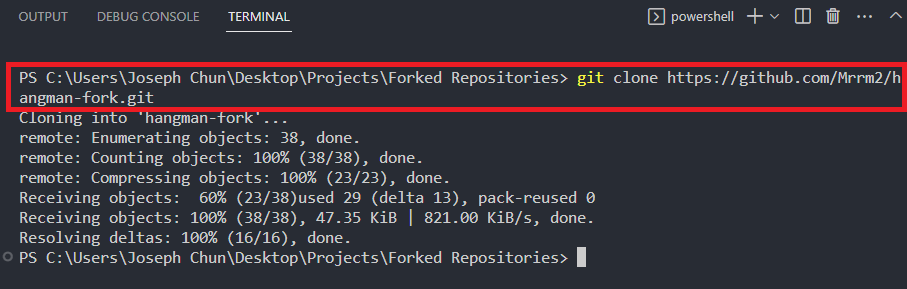 OUTPUT DEBUG CONSOLE TERMINAL powershell
PS C:\Users\Joseph Chun\Desktop\Projects\Forked Repositories> git clone https://github.com/Mrrm2/h
angman-fork.git
Cloning into 'hangman-fork'...
remote: Enumerating objects: 38, done.
remote: Counting objects: 100% (38/38), done.
remote: Compressing objects: 100% (23/23), done.
Receiving objects:  60% (23/38)used 29 (delta 13), pack-reused 0
Receiving objects: 100% (38/38), 47.35 KiB | 821.00 KiB/s, done.
Resolving deltas: 100% (16/16), done.
PS C:\Users\Joseph Chun\Desktop\Projects\Forked Repositories>